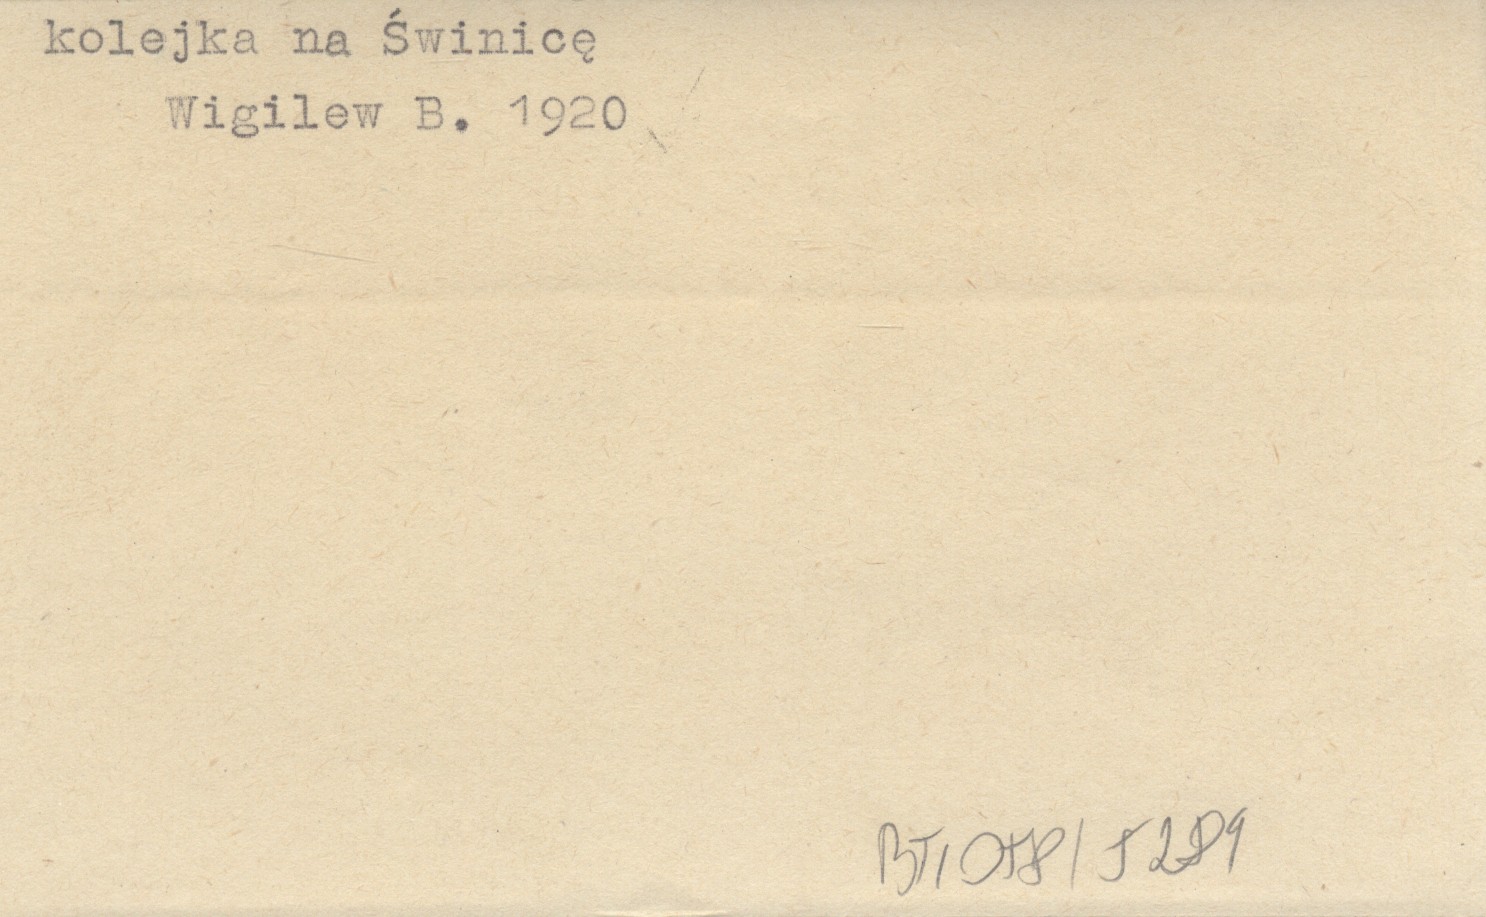 kolejka na Świnicę
Wigilew B. 1920